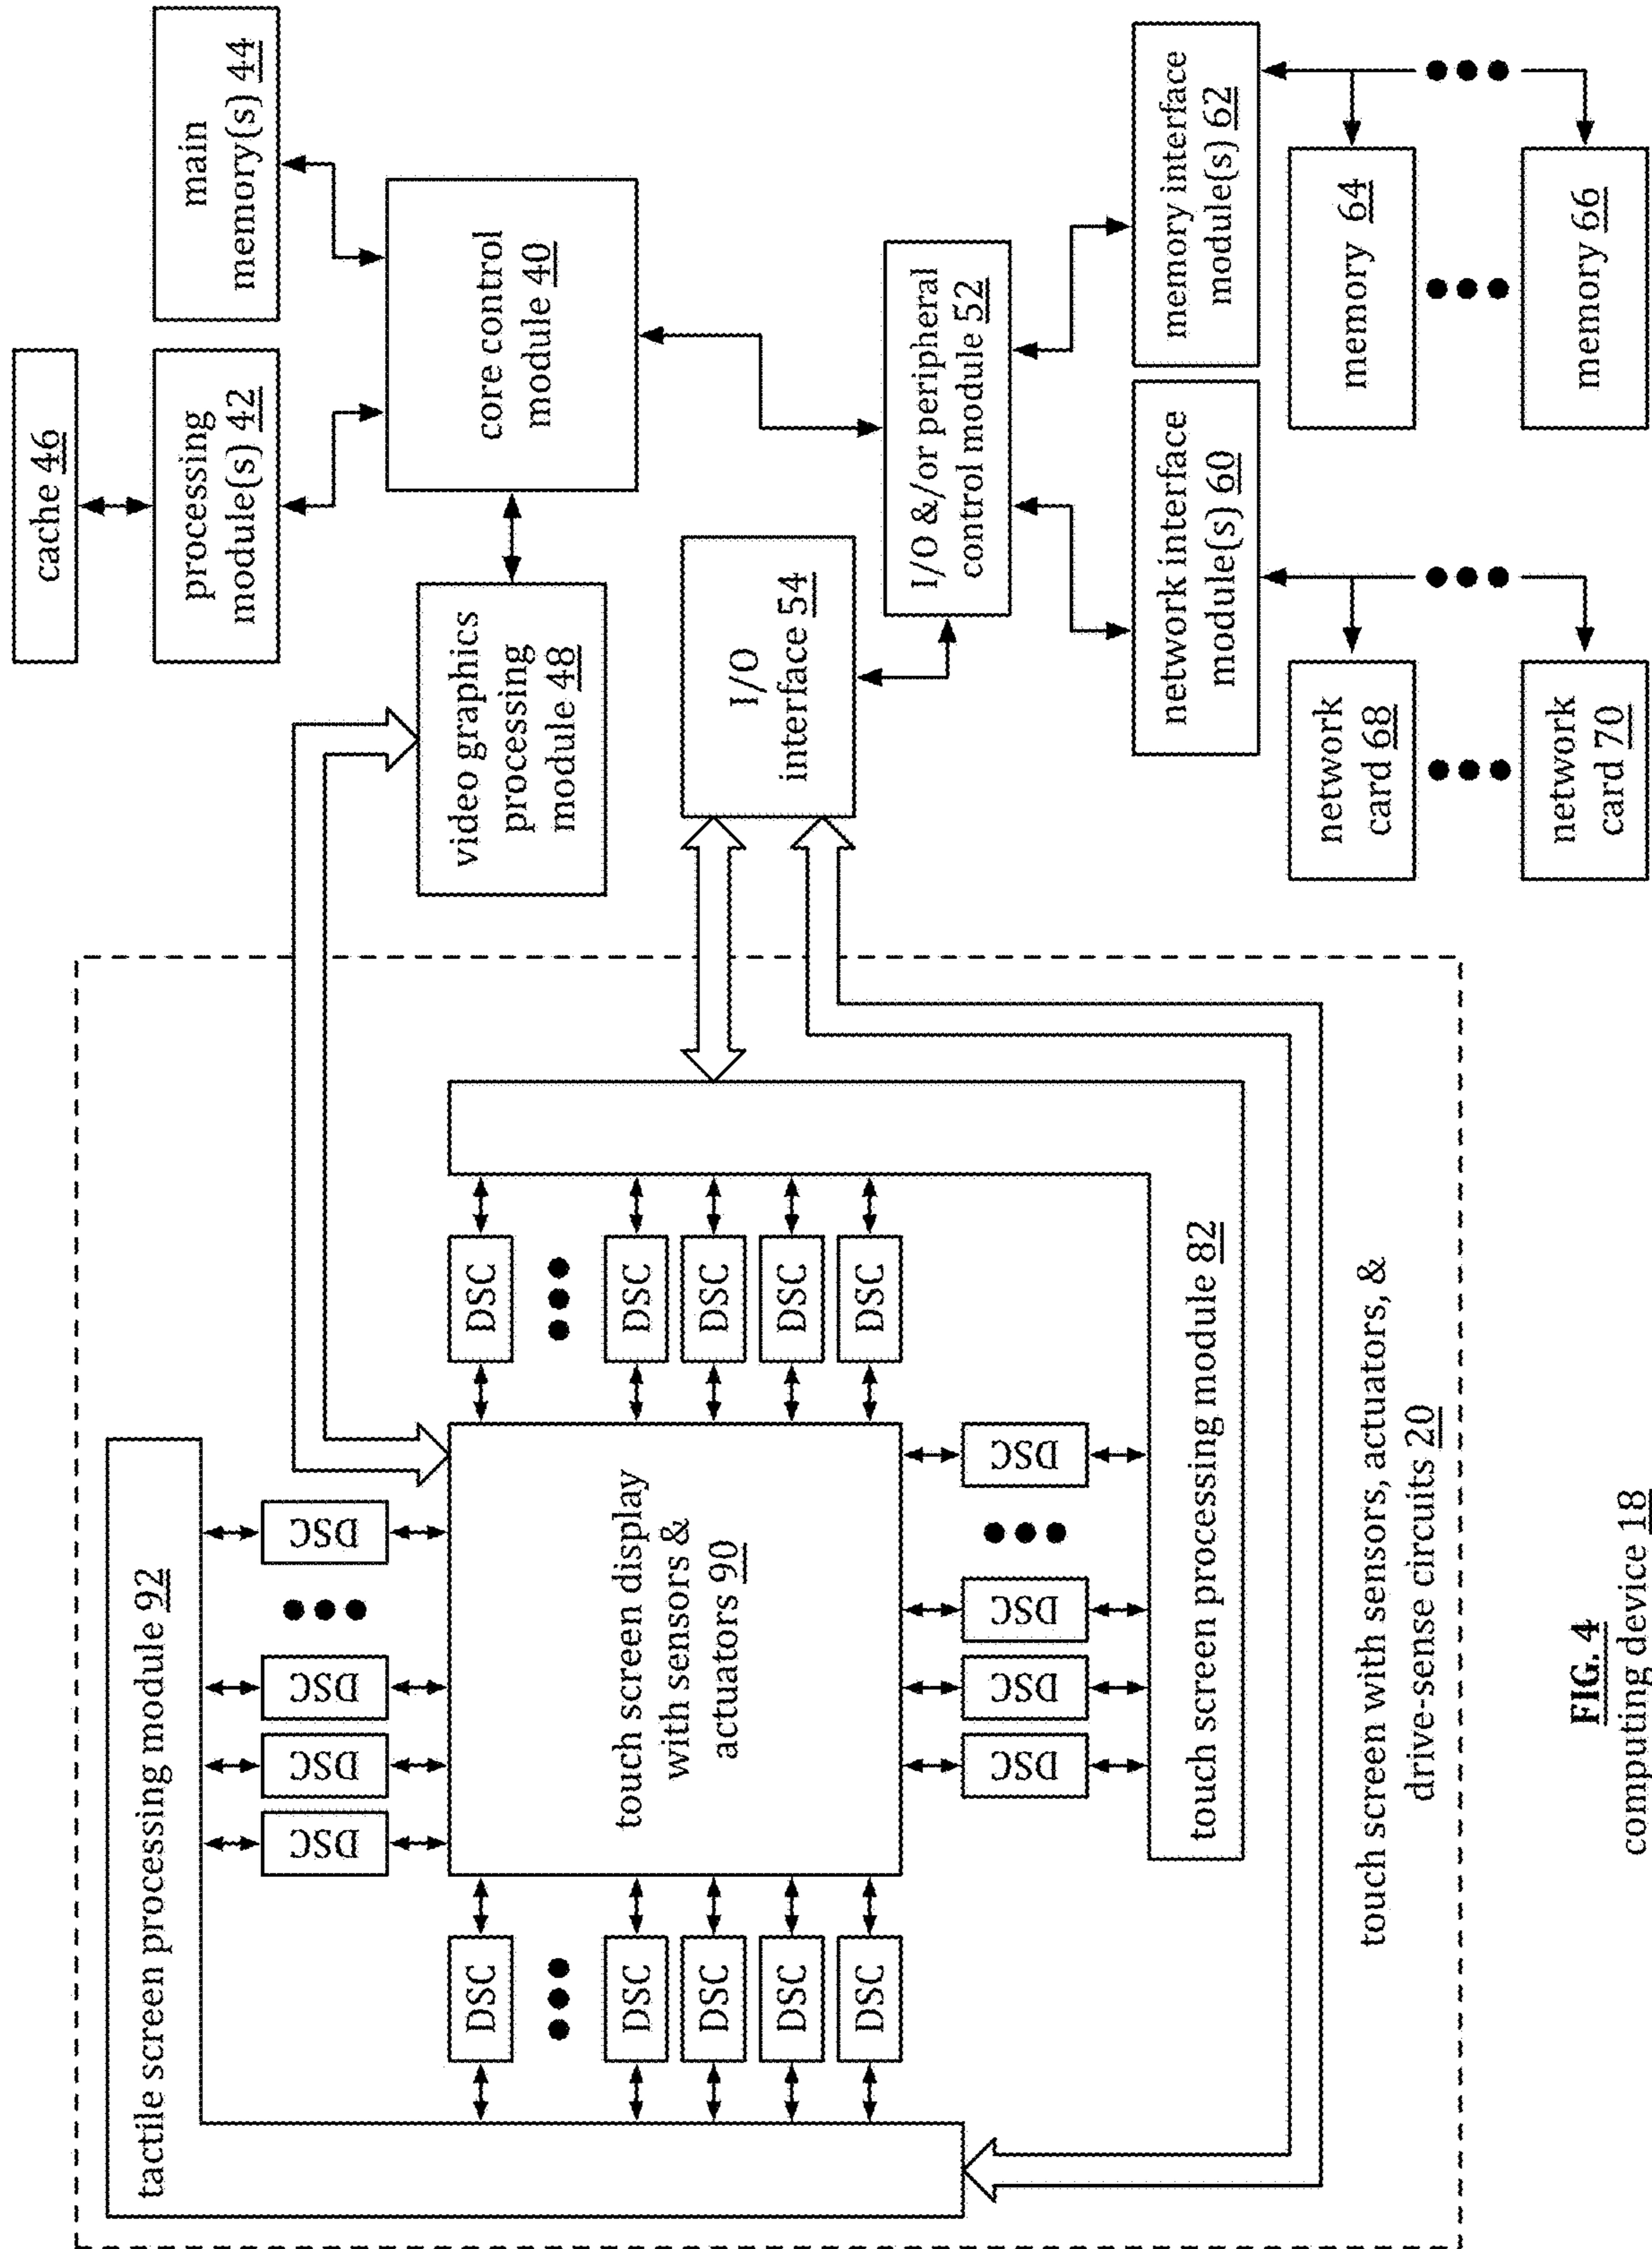 cache 46
processing
module(s) 42
main
memory(s) 44
core control
module 40
video graphics
processing
module 48
I/O
interface 54
I/O &/or peripheral
control module 52
network interface
module(s) 60
memory interface
module(s) 62
network
card 68
network
card 70
memory 64
memory 66
tactile screen processing module 92
DSC
DSC
DSC
DSC
DSC
DSC
DSC
DSC
DSC
touch screen display
with sensors &
actuators 90
DSC
DSC
DSC
DSC
DSC
DSC
DSC
DSC
DSC
touch screen processing module 82
touch screen with sensors, actuators, &
drive-sense circuits 20
FIG. 4
computing device 18